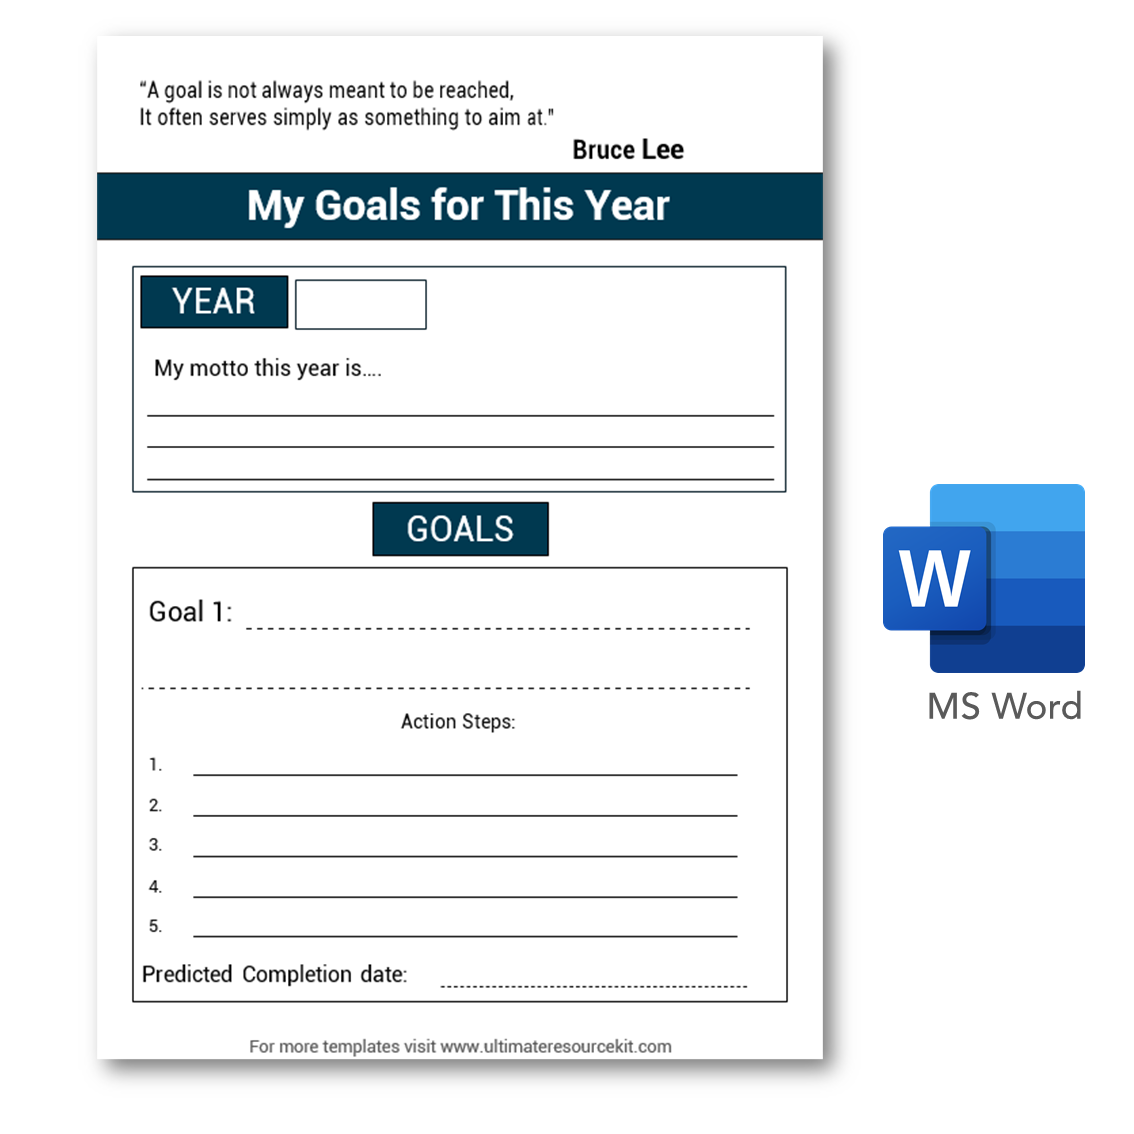 “A goal is not always meant to be reached,
It often serves simply as something to aim at."
Bruce Lee
My Goals for This Year
YEAR
My motto this year is....
GOALS
Goal 1:
Action Steps:
1.
2.
3.
4.
5.
Predicted Completion date:
For more templates visit www.ultimateresourcekit.com
W
MS Word